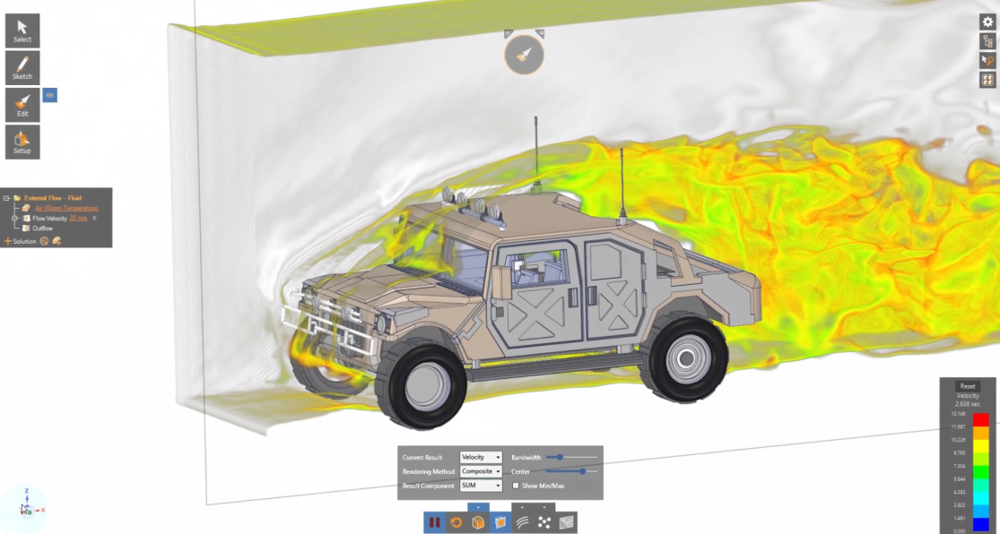 Select
Sketch
Edit
Setup
External Flow - Fluid
Air (Room Temperature)
Flow Velocity 20 m/s
Outflow
Solution
Z
X
Current Result Velocity Bandwidth
Rendering Method Composite Center
Result Component SUM Show Min/Max
Reset
Velocity
2.638 sec
13.148
11.687
10.226
8.765
7.304
5.844
4.383
2.922
1.461
0.000